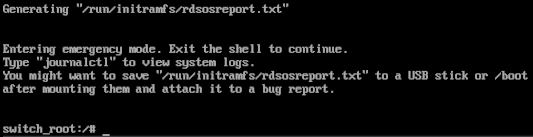 Generating "/run/initramfs/rdsosreport.txt"
Entering emergency mode. Exit the shell to continue.
Type "journalctl" to view system logs.
You might want to save "/run/initramfs/rdsosreport.txt" to a USB stick or /boot
after mounting them and attach it to a bug report.
switch_root:/# _